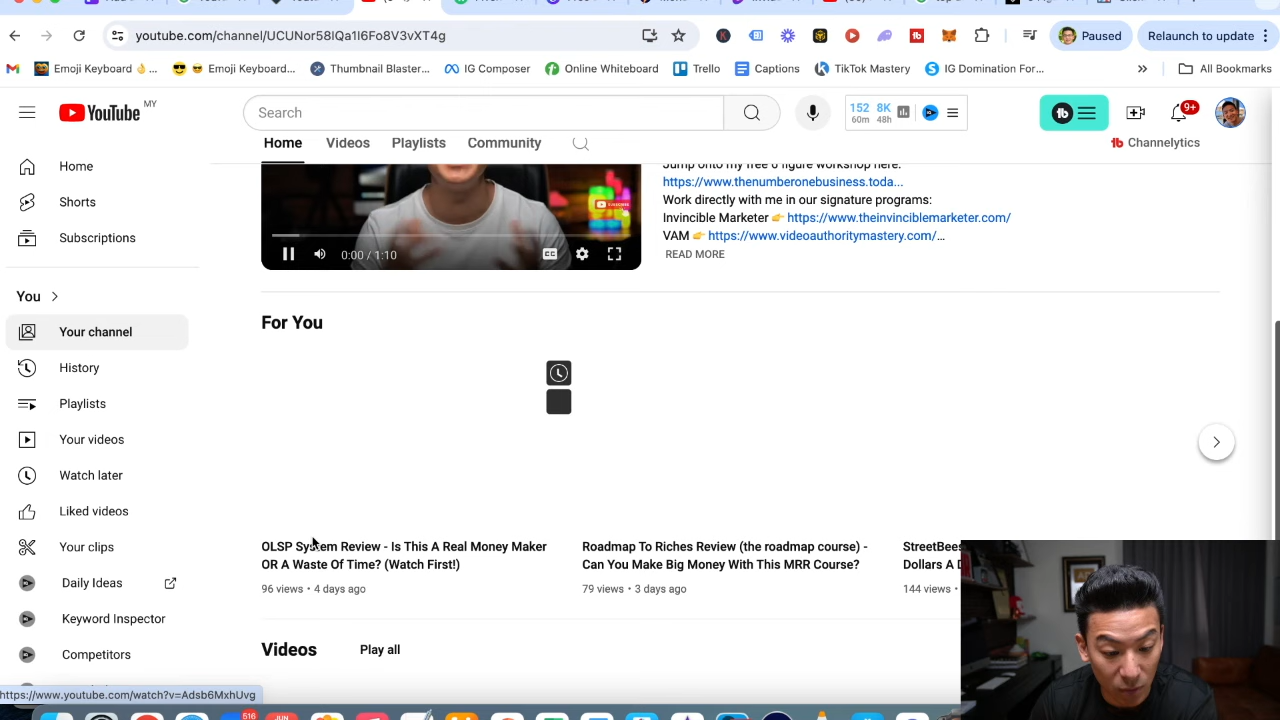 youtube.com/channel/UCUNor58IQa1I6Fo8V3vXT4g
Paused
Relaunch to update
Emoji Keyboard 👌...
😎 Emoji Keyboard...
Thumbnail Blaster...
IG Composer
Online Whiteboard
Trello
Captions
TikTok Mastery
IG Domination For...
»
All Bookmarks
YouTube MY
Search
152 8K
60m 48h
9+
Home
Videos
Playlists
Community
Channelytics
Home
Shorts
Subscriptions
You
Your channel
History
Playlists
Your videos
Watch later
Liked videos
Your clips
Daily Ideas
Keyword Inspector
Competitors
https://www.youtube.com/watch?v=Adsb6MxhUvg
0:00 / 1:10
Jump onto my free 6 figure workshop here:
https://www.thenumberonebusiness.toda...
Work directly with me in our signature programs:
Invincible Marketer 👉 https://www.theinvinciblemarketer.com/
VAM 👉 https://www.videoauthoritymastery.com/...
READ MORE
For You
OLSP System Review - Is This A Real Money Maker
OR A Waste Of Time? (Watch First!)
96 views • 4 days ago
Roadmap To Riches Review (the roadmap course) -
Can You Make Big Money With This MRR Course?
79 views • 3 days ago
StreetBees
Dollars A D
144 views •
Videos
Play all
516
JUN